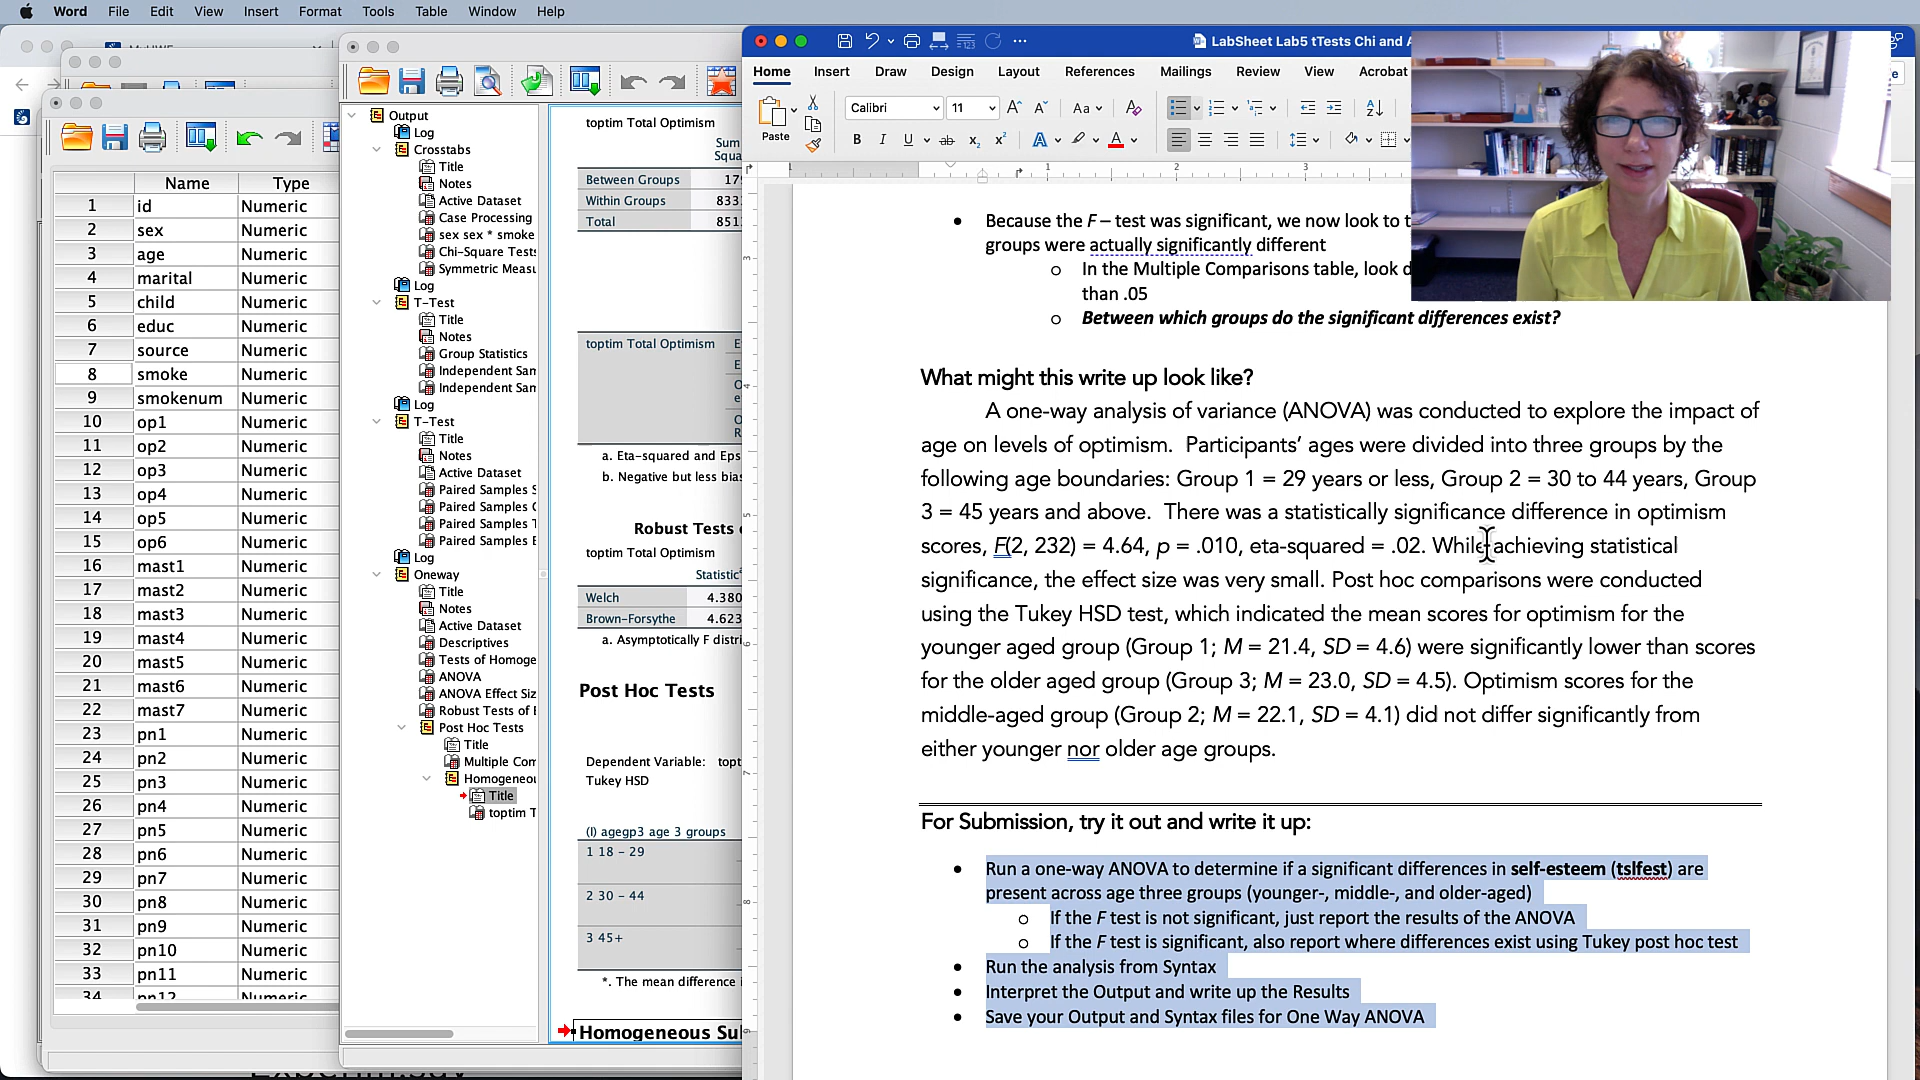 Word File Edit View Insert Format Tools Table Window Help
LabSheet Lab5 tTests Chi and A
Home Insert Draw Design Layout References Mailings Review View Acrobat
Paste
Calibri 11
Name Type
1 id Numeric
2 sex Numeric
3 age Numeric
4 marital Numeric
5 child Numeric
6 educ Numeric
7 source Numeric
8 smoke Numeric
9 smokenum Numeric
10 op1 Numeric
11 op2 Numeric
12 op3 Numeric
13 op4 Numeric
14 op5 Numeric
15 op6 Numeric
16 mast1 Numeric
17 mast2 Numeric
18 mast3 Numeric
19 mast4 Numeric
20 mast5 Numeric
21 mast6 Numeric
22 mast7 Numeric
23 pn1 Numeric
24 pn2 Numeric
25 pn3 Numeric
26 pn4 Numeric
27 pn5 Numeric
28 pn6 Numeric
29 pn7 Numeric
30 pn8 Numeric
31 pn9 Numeric
32 pn10 Numeric
33 pn11 Numeric
34 pn12 Numeric
Output
Log
Crosstabs
Title
Notes
Active Dataset
Case Processing
sex sex * smoke
Chi-Square Tests
Symmetric Measu
Log
T-Test
Title
Notes
Group Statistics
Independent Sam
Independent Sam
Log
T-Test
Title
Notes
Active Dataset
Paired Samples S
Paired Samples C
Paired Samples T
Paired Samples E
Log
Oneway
Title
Notes
Active Dataset
Descriptives
Tests of Homoge
ANOVA
ANOVA Effect Siz
Robust Tests of E
Post Hoc Tests
Title
Multiple Com
Homogeneou
Title
toptim T
toptim Total Optimism
Sum
Squa
Between Groups 179
Within Groups 833
Total 851
toptim Total Optimism
a. Eta-squared and Eps
b. Negative but less bias
Robust Tests o
toptim Total Optimism
Statistic
Welch 4.380
Brown-Forsythe 4.623
a. Asymptotically F distri
Post Hoc Tests
Dependent Variable: topt
Tukey HSD
(I) agegp3 age 3 groups
1 18 – 29
2 30 – 44
3 45+
*. The mean difference i
Homogeneous Su
• Because the F – test was significant, we now look to t
groups were actually significantly different
o In the Multiple Comparisons table, look d
than .05
o Between which groups do the significant differences exist?
What might this write up look like?
A one-way analysis of variance (ANOVA) was conducted to explore the impact of
age on levels of optimism. Participants’ ages were divided into three groups by the
following age boundaries: Group 1 = 29 years or less, Group 2 = 30 to 44 years, Group
3 = 45 years and above. There was a statistically significance difference in optimism
scores, F(2, 232) = 4.64, p = .010, eta-squared = .02. While achieving statistical
significance, the effect size was very small. Post hoc comparisons were conducted
using the Tukey HSD test, which indicated the mean scores for optimism for the
younger aged group (Group 1; M = 21.4, SD = 4.6) were significantly lower than scores
for the older aged group (Group 3; M = 23.0, SD = 4.5). Optimism scores for the
middle-aged group (Group 2; M = 22.1, SD = 4.1) did not differ significantly from
either younger nor older age groups.
For Submission, try it out and write it up:
• Run a one-way ANOVA to determine if a significant differences in self-esteem (tslfest) are
present across age three groups (younger-, middle-, and older-aged)
o If the F test is not significant, just report the results of the ANOVA
o If the F test is significant, also report where differences exist using Tukey post hoc test
• Run the analysis from Syntax
• Interpret the Output and write up the Results
• Save your Output and Syntax files for One Way ANOVA